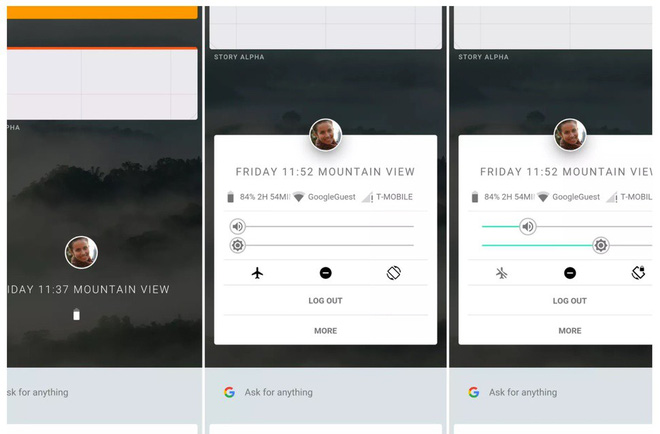 PHA
IDAY 11:37 MOUNTAIN VIEW
sk for anything
STORY ALPHA
FRIDAY 11:52 MOUNTAIN VIEW
84% 2H 54MI GoogleGuest T-MOBILE
LOG OUT
MORE
G Ask for anything
STORY ALPHA
FRIDAY 11:52 MOUNTAIN VIEW
84% 2H 54MI GoogleGuest T-MOBILE
LOG OUT
MORE
G Ask for anything